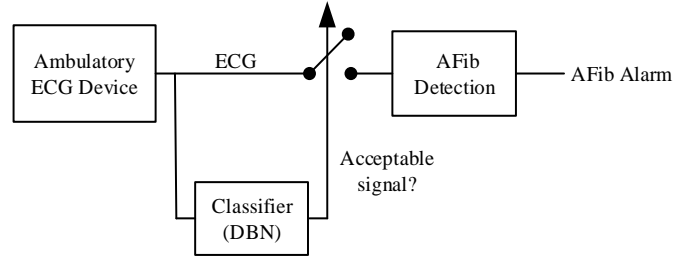 Ambulatory
ECG Device
ECG
AFib
Detection
AFib Alarm
Acceptable
signal?
Classifier
(DBN)